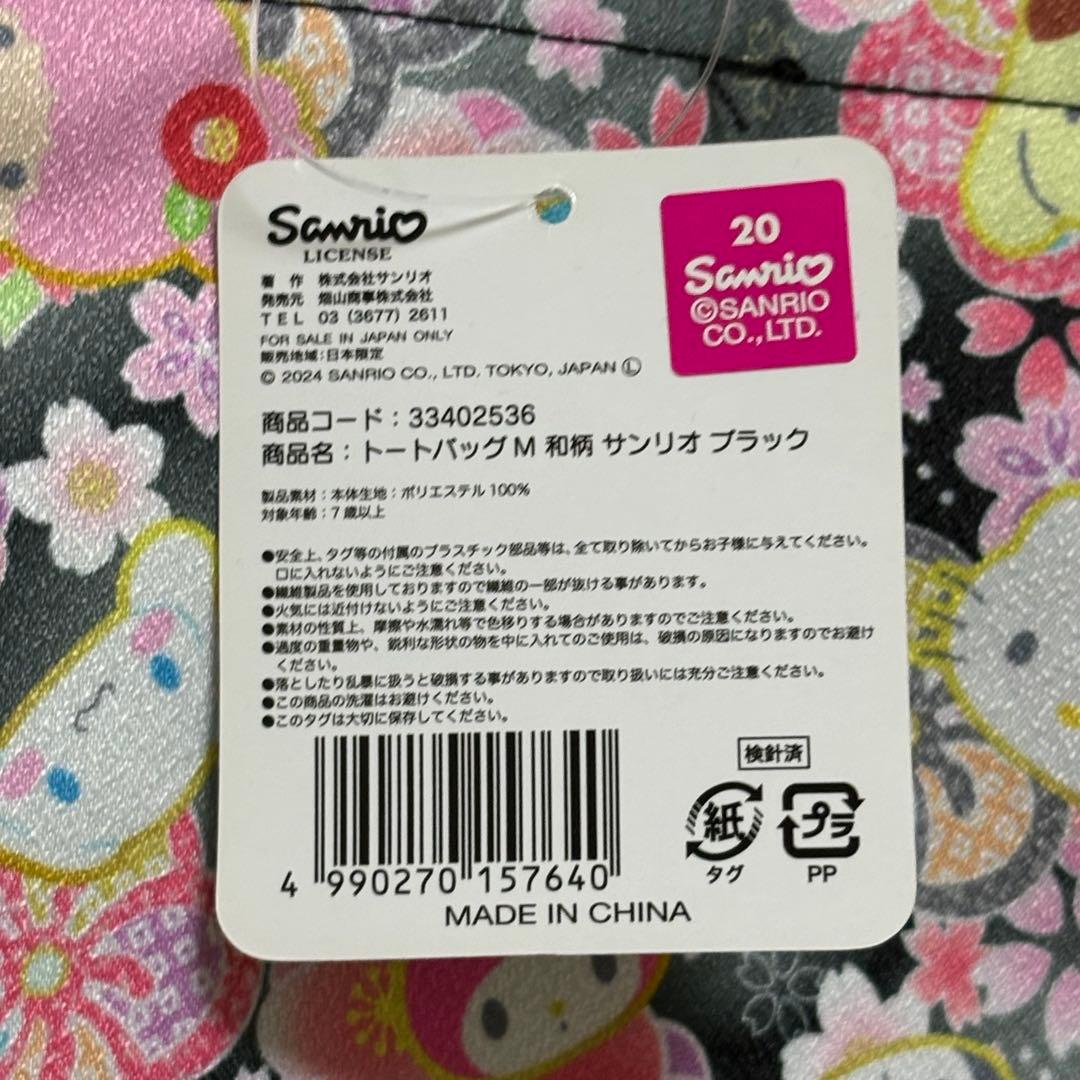 Sanrio
LICENSE
著 作 株式会社サンリオ
発売元 畑山商事株式会社
TEL 03 (3677) 2611
FOR SALE IN JAPAN ONLY
販売地域:日本限定
© 2024 SANRIO CO., LTD. TOKYO, JAPAN Ⓛ
20
Sanrio
©SANRIO
CO.,LTD.
商品コード：33402536
商品名：トートバッグM 和柄 サンリオ ブラック
製品素材：本体生地：ポリエステル100%
対象年齢：7歳以上
●安全上、タグ等の付属のプラスチック部品等は、全て取り除いてからお子様に与えてください。
口に入れないようにご注意ください。
●繊維製品を使用しておりますので繊維の一部が抜ける事があります。
●火気には近付けないようにご注意ください。
●素材の性質上、摩擦や水濡れ等で色移りする場合がありますのでご注意ください。
●過度の重量物や、鋭利な形状の物を中に入れてのご使用は、破損の原因になりますのでお避け
ください。
●落としたり乱暴に扱うと破損する事がありますので取り扱いには充分ご注意ください。
●この商品の洗濯はお避けください。
●このタグは大切に保存してください。
検針済
紙
タグ
プラ
PP
4 990270 157640
MADE IN CHINA